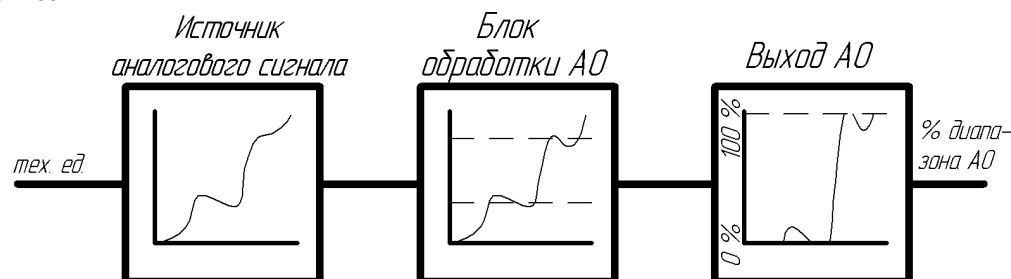 Источник
аналогового сигнала
Блок
обработки АО
Выход АО
тех. ед.
100 %
0 %
% диапа-
зона АО